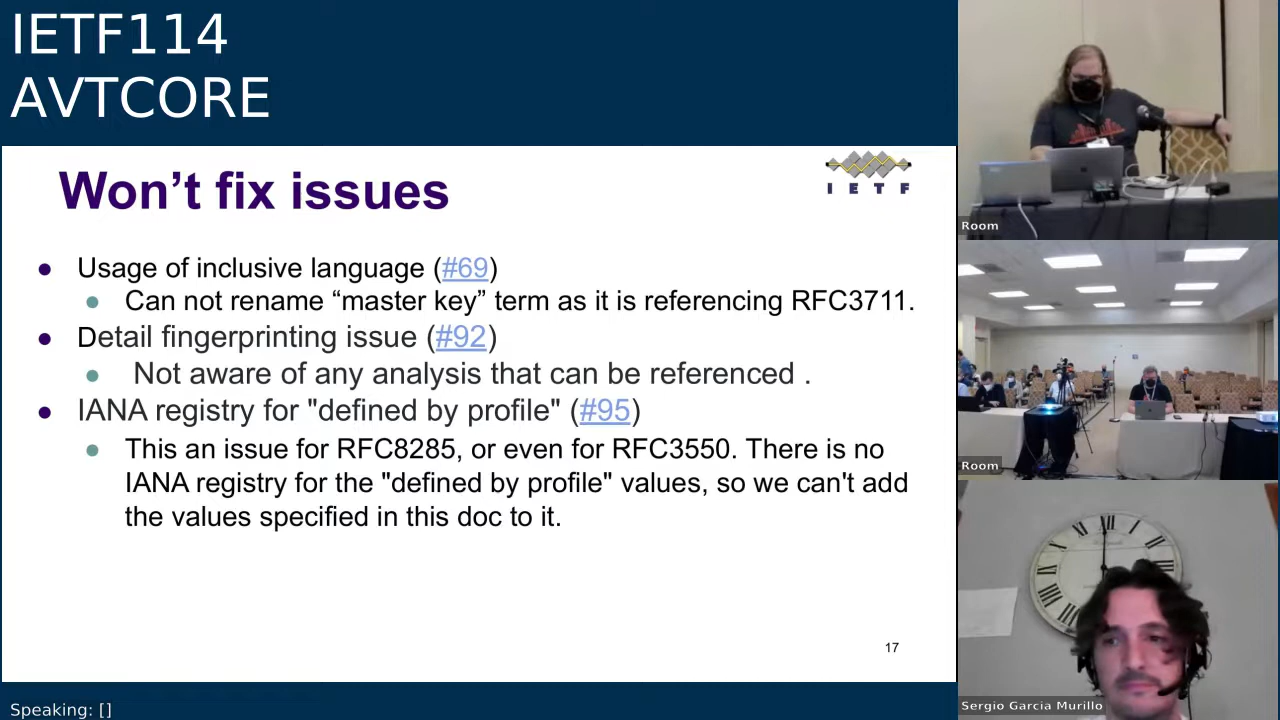 IETF114
AVTCORE
Won’t fix issues
I E T F
● Usage of inclusive language (#69)
● Can not rename “master key” term as it is referencing RFC3711.
● Detail fingerprinting issue (#92)
● Not aware of any analysis that can be referenced .
● IANA registry for "defined by profile" (#95)
● This an issue for RFC8285, or even for RFC3550. There is no
IANA registry for the "defined by profile" values, so we can't add
the values specified in this doc to it.
17
Speaking: []
Room
Room
Sergio Garcia Murillo